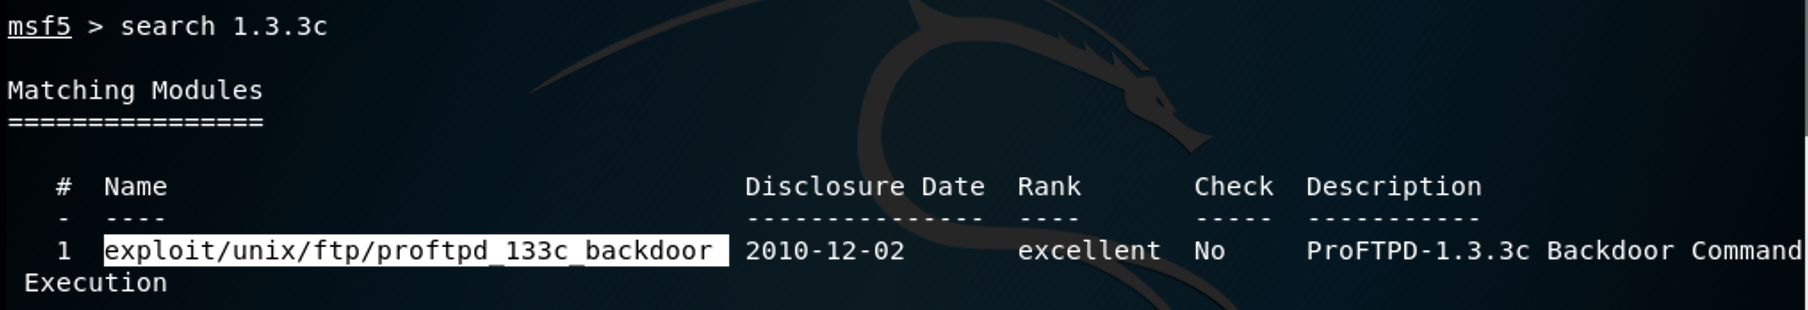 msf5 > search 1.3.3c
Matching Modules
================
#  Name                                 Disclosure Date  Rank       Check  Description
-  ----                                 ---------------  ----       -----  -----------
1  exploit/unix/ftp/proftpd_133c_backdoor  2010-12-02       excellent  No     ProFTPD-1.3.3c Backdoor Command
Execution